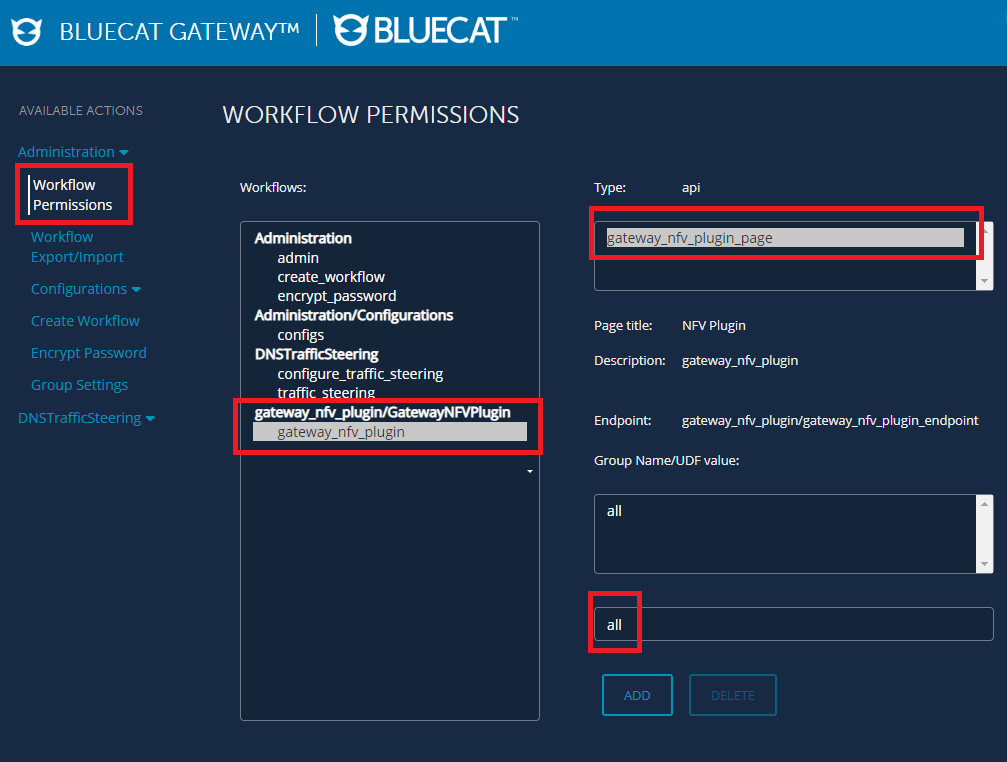 BLUECAT GATEWAY™
BLUECAT™
AVAILABLE ACTIONS
Administration
Workflow
Permissions
Workflow
Export/Import
Configurations
Create Workflow
Encrypt Password
Group Settings
DNSTrafficSteering
WORKFLOW PERMISSIONS
Workflows:
Administration
admin
create_workflow
encrypt_password
Administration/Configurations
configs
DNSTrafficSteering
configure_traffic_steering
traffic_steering
gateway_nfv_plugin/GatewayNFVPlugin
gateway_nfv_plugin
Type: api
gateway_nfv_plugin_page
Page title: NFV Plugin
Description: gateway_nfv_plugin
Endpoint: gateway_nfv_plugin/gateway_nfv_plugin_endpoint
Group Name/UDF value:
all
all
ADD DELETE